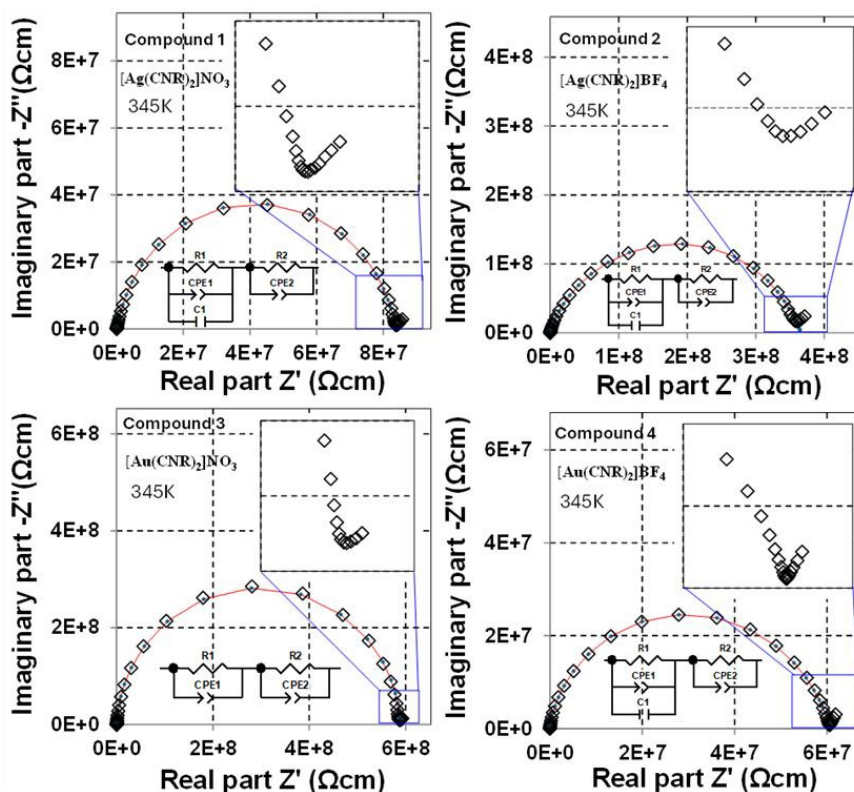 Compound 1
[Ag(CNR)₂]NO₃
345K
Imaginary part -Z"(Ωcm)
8E+7
6E+7
4E+7
2E+7
0E+0
R1
R2
CPE1
CPE2
C1
0E+0
2E+7
4E+7
6E+7
8E+7
Real part Z' (Ωcm)
Compound 2
[Ag(CNR)₂]BF₄
345K
Imaginary part -Z"(Ωcm)
4E+8
3E+8
2E+8
1E+8
0E+0
R1
R2
CPE1
CPE2
C1
0E+0
1E+8
2E+8
3E+8
4E+8
Real part Z' (Ωcm)
Compound 3
[Au(CNR)₂]NO₃
345K
Imaginary part -Z"(Ωcm)
6E+8
4E+8
2E+8
0E+0
R1
R2
CPE1
CPE2
0E+0
2E+8
4E+8
6E+8
Real part Z' (Ωcm)
Compound 4
[Au(CNR)₂]BF₄
345K
Imaginary part -Z"(Ωcm)
6E+7
4E+7
2E+7
0E+0
R1
R2
CPE1
CPE2
C1
0E+0
2E+7
4E+7
6E+7
Real part Z' (Ωcm)